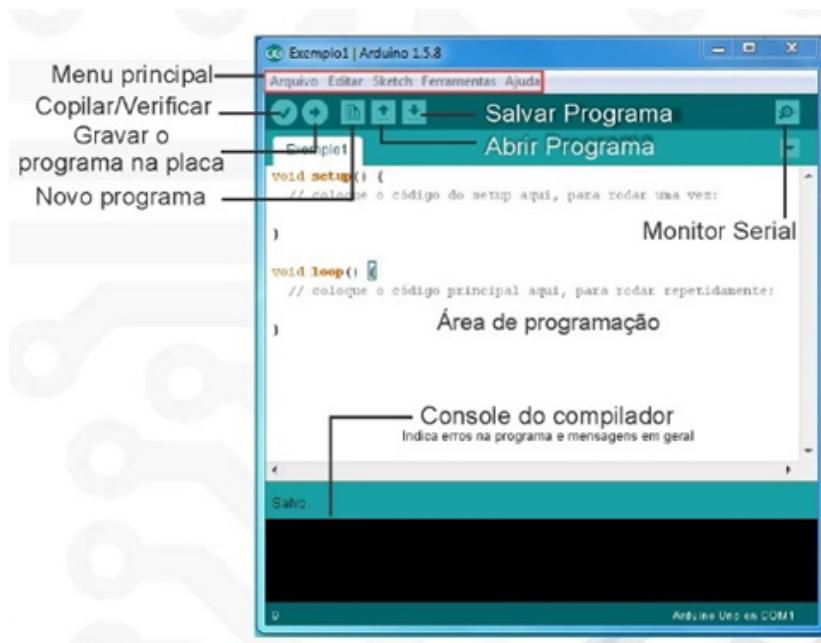 Exemplo1 | Arduino 1.5.8
Menu principal
Arquivo Editar Sketch Ferramentas Ajuda
Copilar/Verificar
Salvar Programa
Gravar o
programa na placa
Abrir Programa
Exemplo1
Novo programa
void setup() {
// coloque o código do setup aqui, para rodar uma vez:
}
Monitor Serial
void loop() {
// coloque o código principal aqui, para rodar repetidamente:
}
Área de programação
Console do compilador
Indica erros na programa e mensagens em geral
Salvo.
9
Arduino Uno en COM1